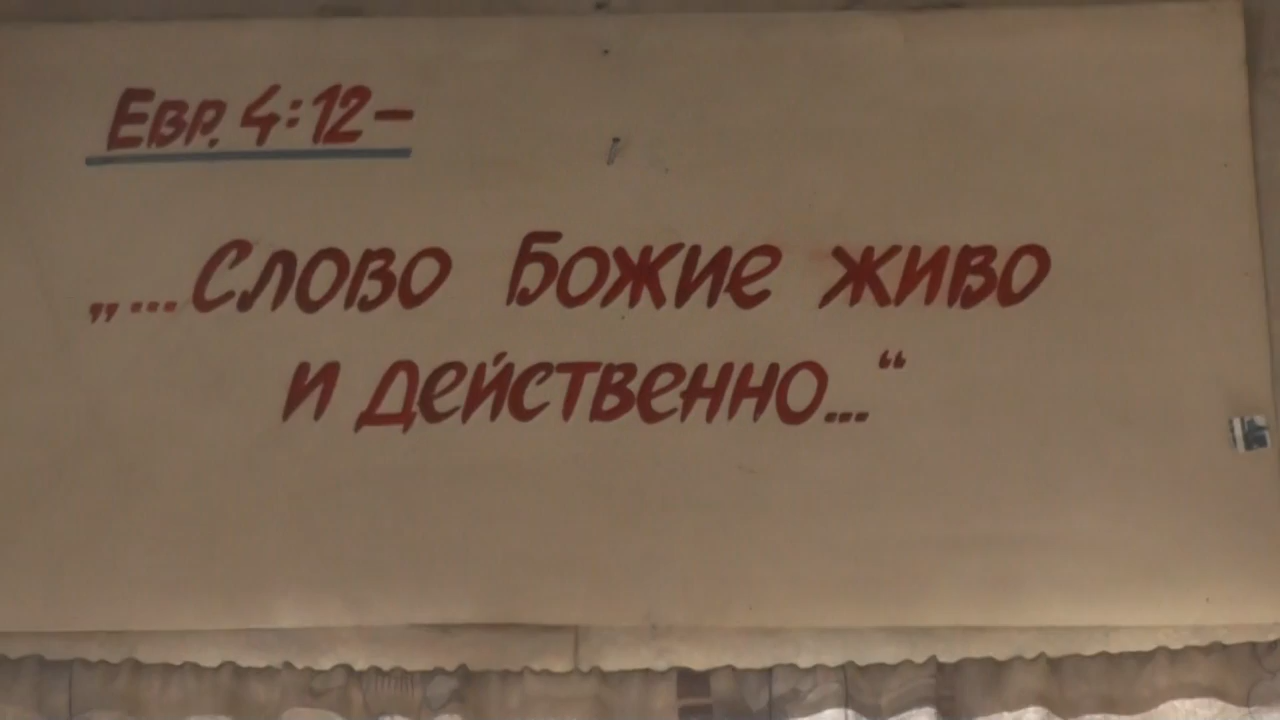 Евр. 4:12–
„...Слово Божие живо
и действенно...“